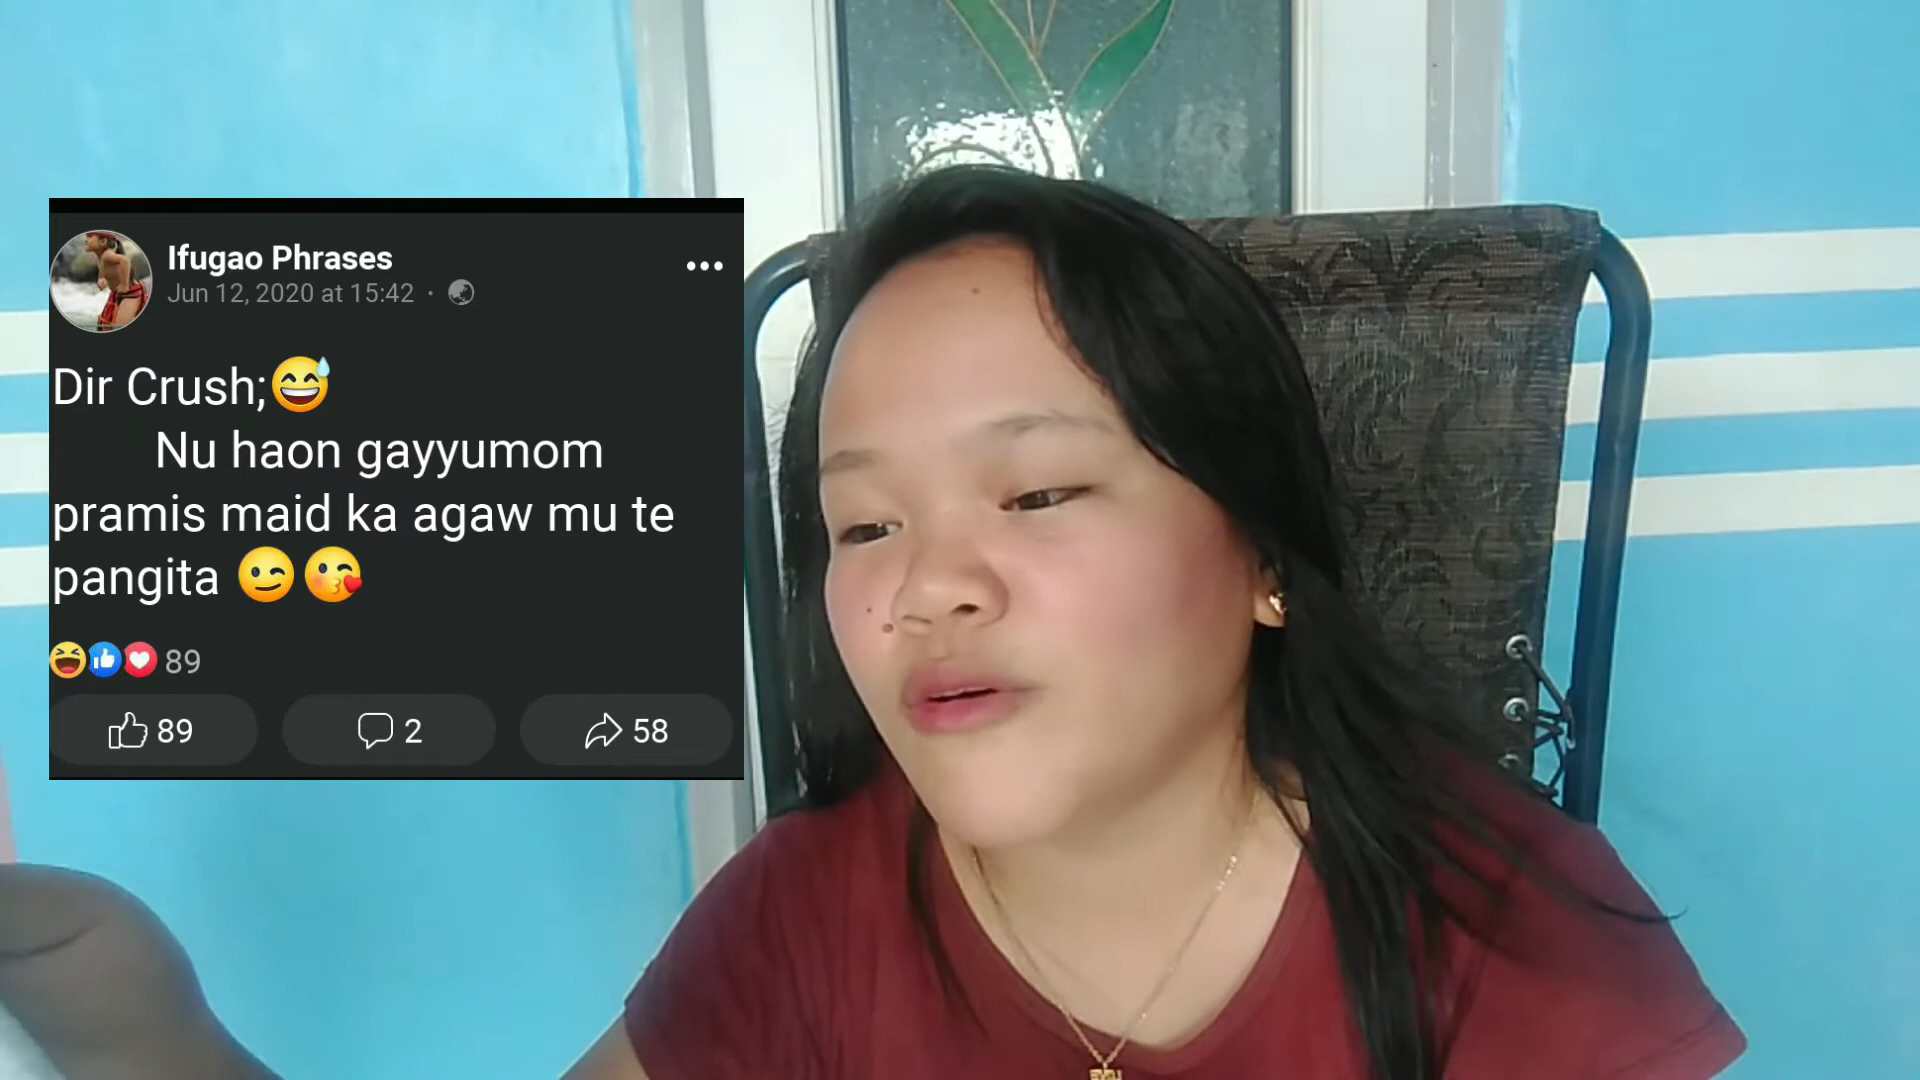 Ifugao Phrases
Jun 12, 2020 at 15:42 ·
Dir Crush;😅
Nu haon gayyumom
pramis maid ka agaw mu te
pangita 😉😘
89
89
2
58